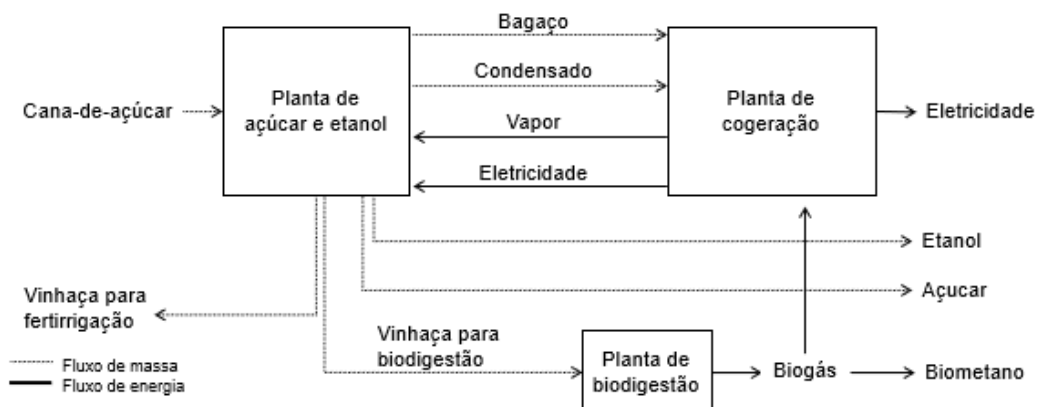 Bagaço
Condensado
Cana-de-açúcar
Planta de
açúcar e etanol
Vapor
Planta de
cogeração
Eletricidade
Eletricidade
Etanol
Vinhaça para
fertirrigação
Açucar
Vinhaça para
biodigestão
Planta de
biodigestão
Biogás
Biometano
Fluxo de massa
Fluxo de energia